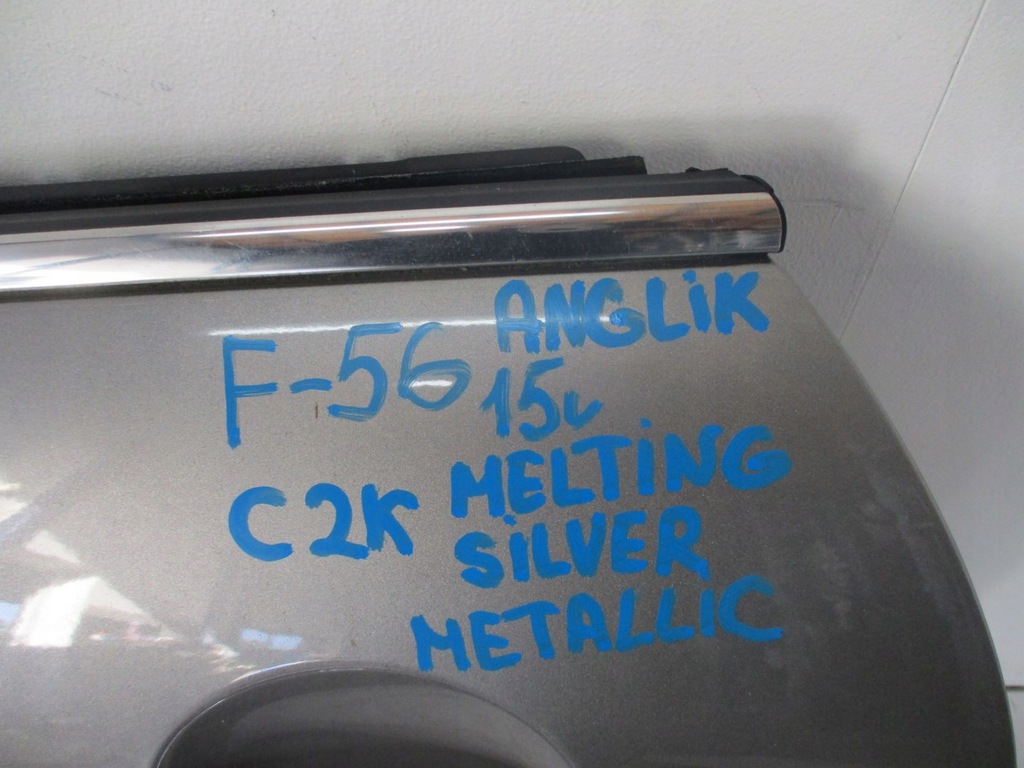 F-56 ANGLiK
15r
C2K MELTiNG
SiLVER
METALLIC